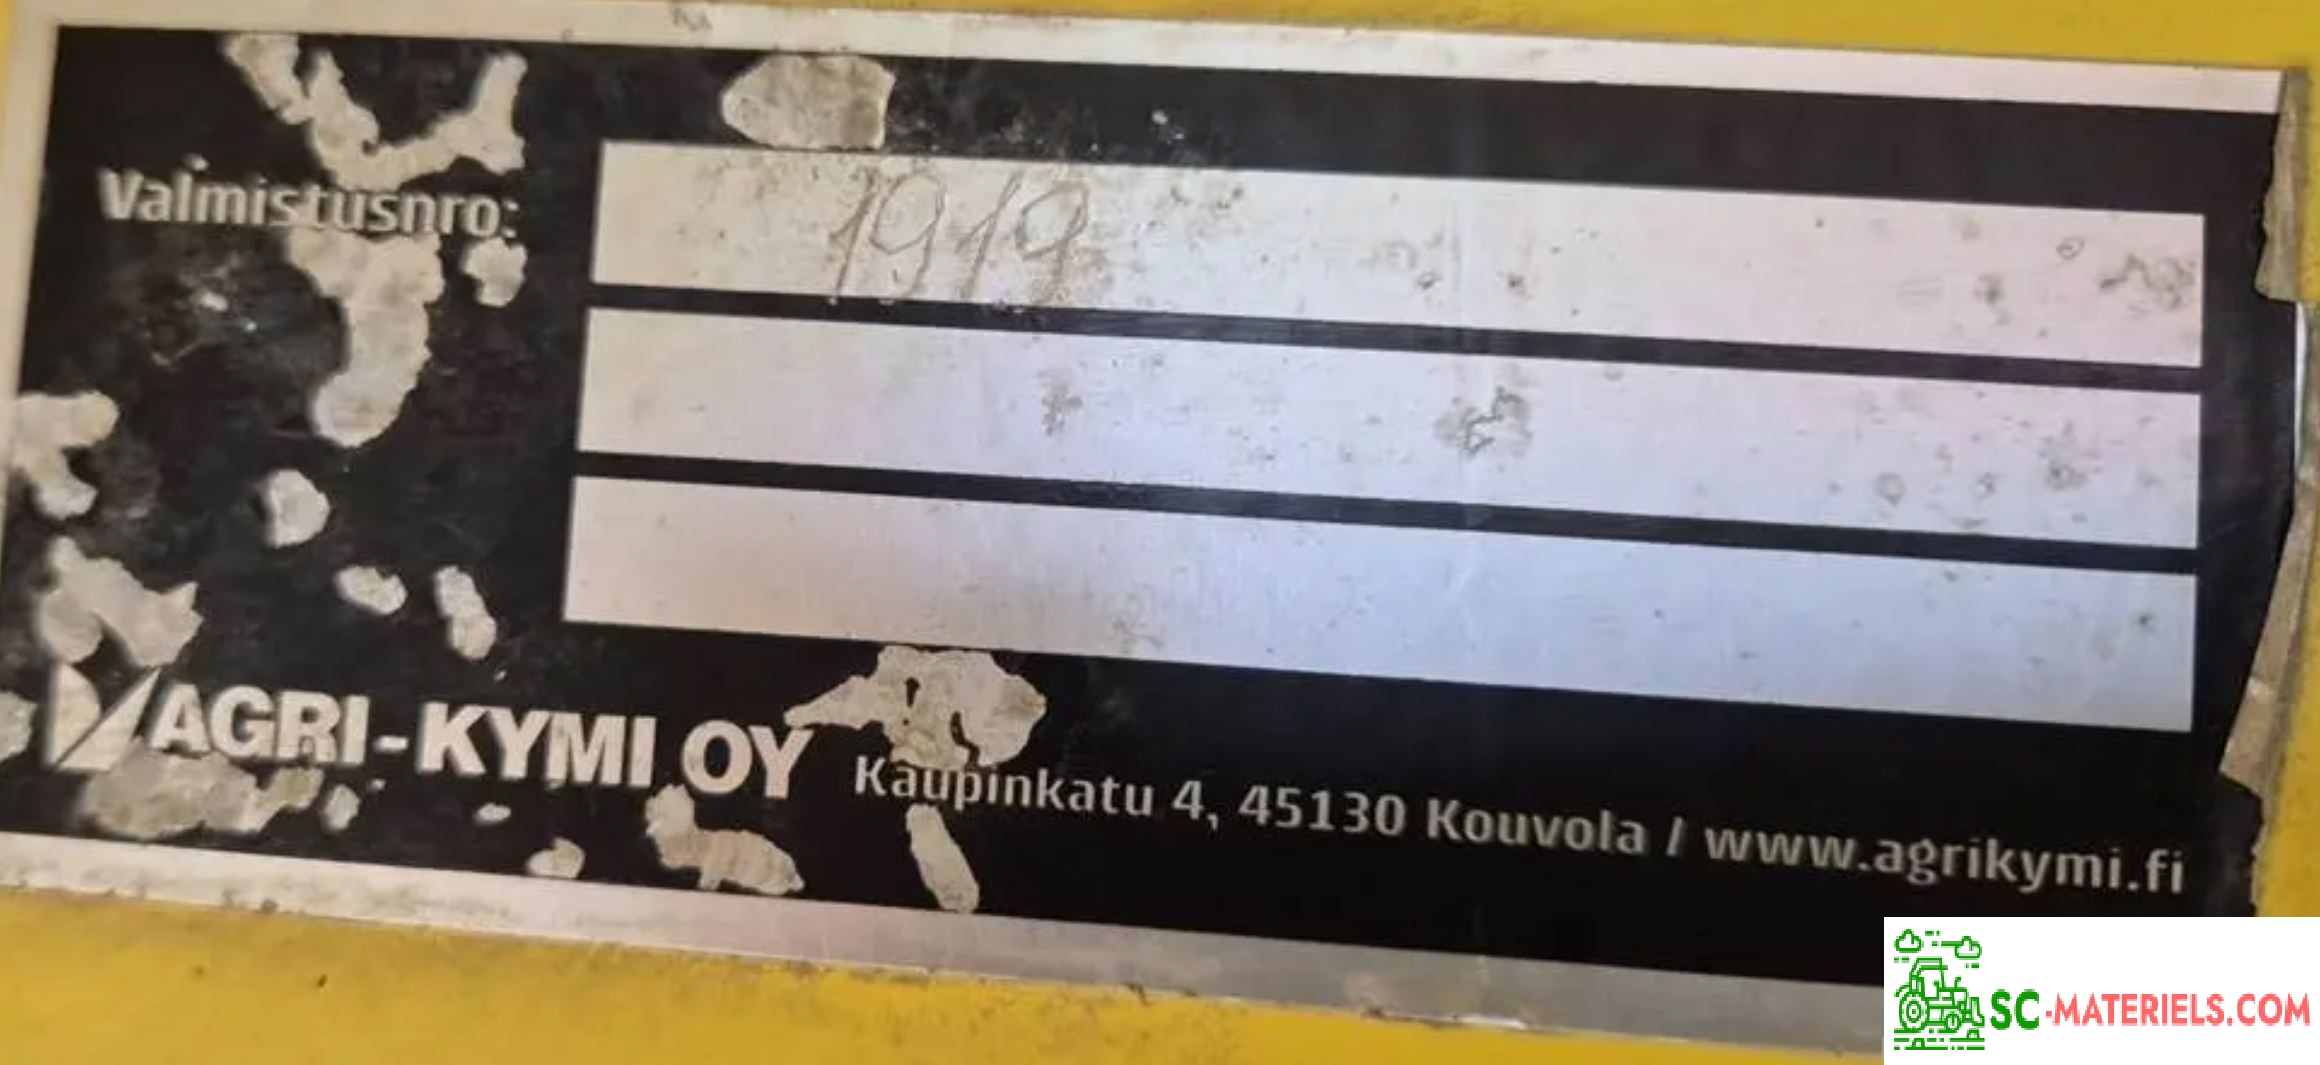 Valmistusnro: 1919
AGRI-KYMI OY Kaupinkatu 4, 45130 Kouvola / www.agrikymi.fi
SC-MATERIELS.COM